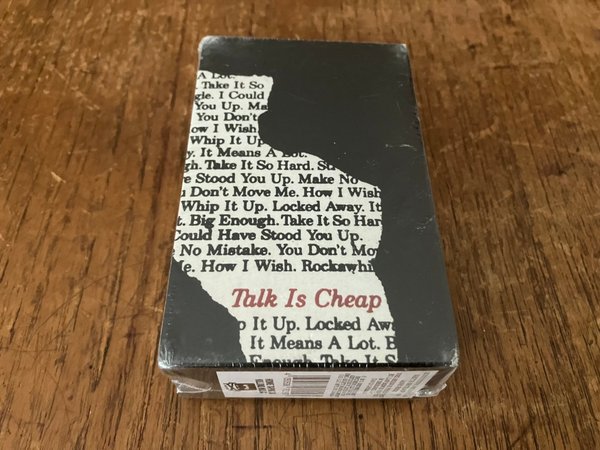 A Lot.
. Take It So
gle. I Could
You Up. Ma
You Don't
ow I Wish.
Whip It Up
y. It Means A Lot.
gh. Take It So Hard. St
e Stood You Up. Make No
Don't Move Me. How I Wish
Whip It Up. Locked Away. It
t. Big Enough. Take It So Har
Could Have Stood You Up.
e No Mistake. You Don't Mov
e. How I Wish. Rockawhi
Talk Is Cheap
p It Up. Locked Awa
It Means A Lot. B
Enough. Take It S